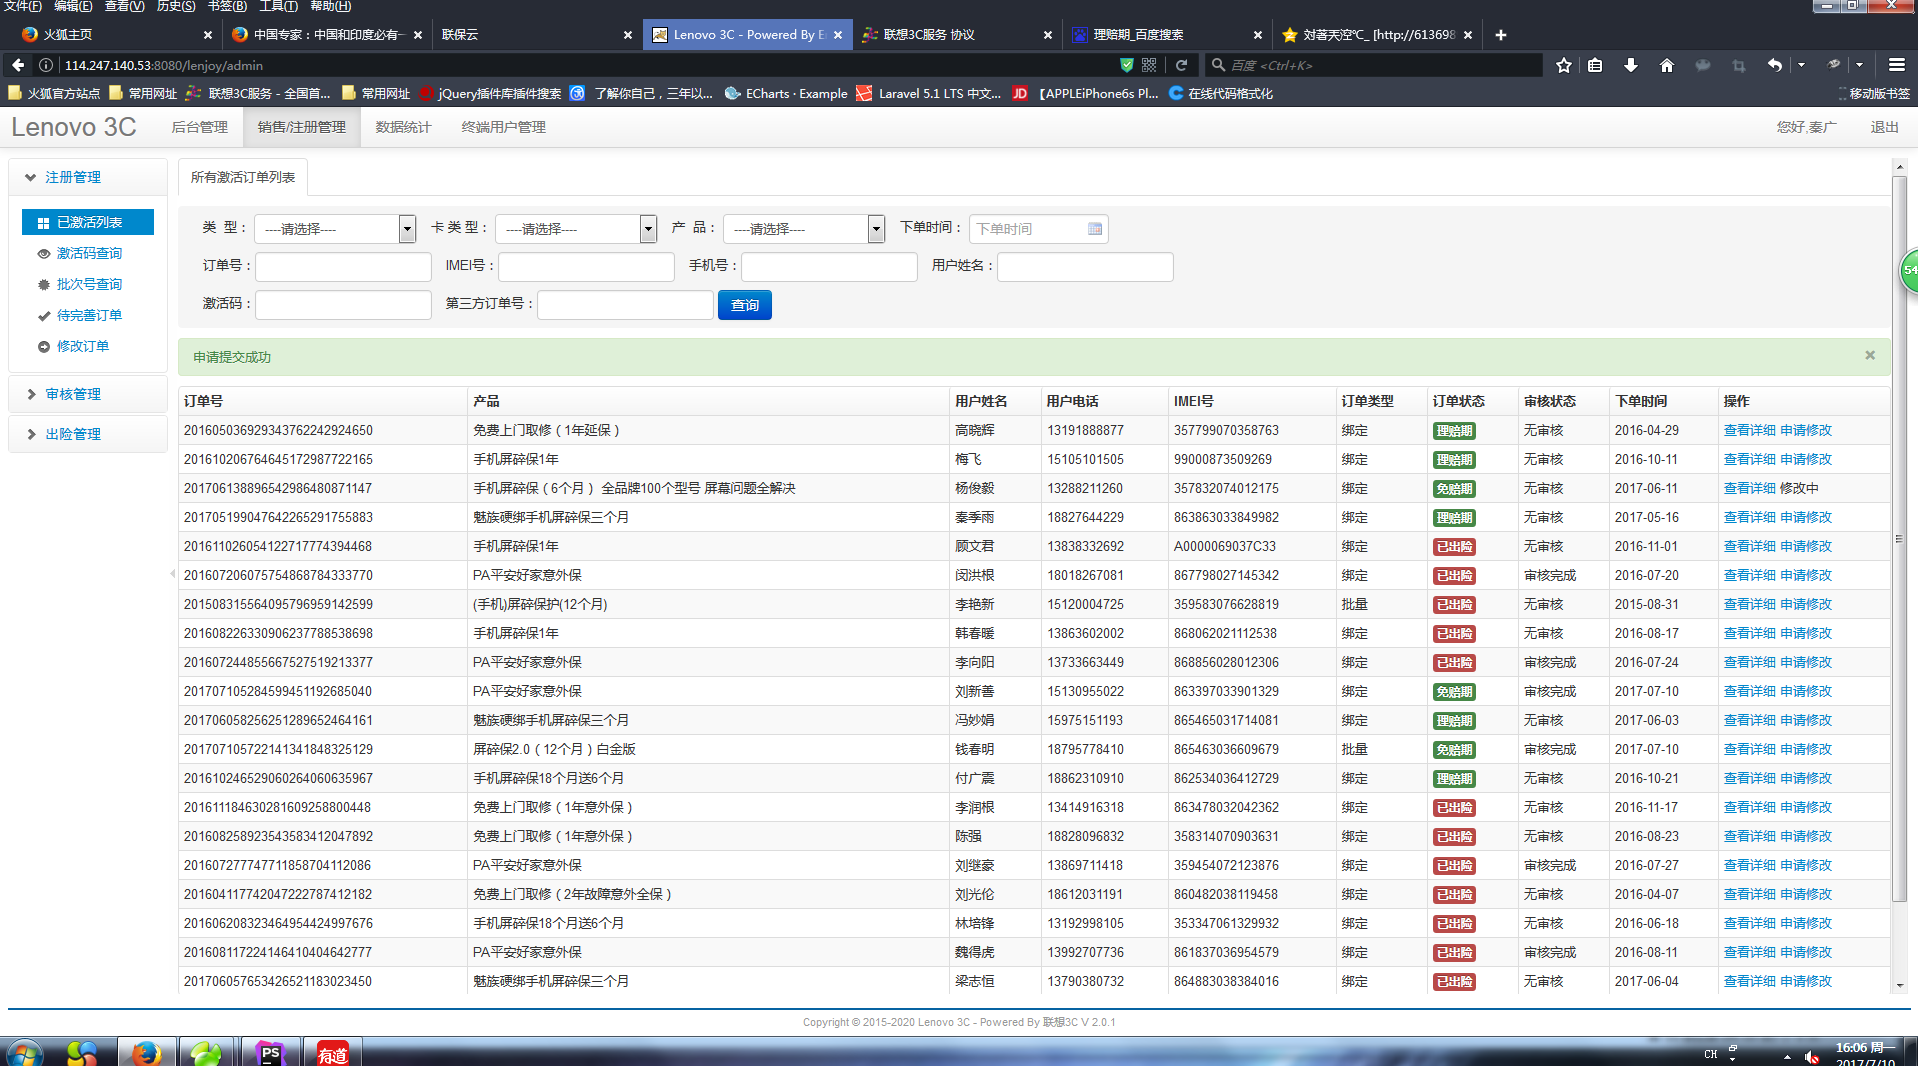 文件(F) 编辑(E) 查看(V) 历史(S) 书签(B) 工具(T) 帮助(H)
火狐主页 × 中国专家：中国和印度必有一 × 联保云 × Lenovo 3C - Powered By E × 联想3C服务 协议 × 理赔期_百度搜索 × 対著天涳℃_ [http://613698 × +
114.247.140.53:8080/lenjoy/admin 百度 <Ctrl+K>
火狐官方站点 常用网址 联想3C服务 - 全国首... 常用网址 jQuery插件库插件搜索 了解你自己，三年以... ECharts · Example Laravel 5.1 LTS 中文... JD 【APPLEiPhone6s Pl... 在线代码格式化 移动版书签
Lenovo 3C 后台管理 销售/注册管理 数据统计 终端用户管理 您好,秦广 退出
注册管理
已激活列表
激活码查询
批次号查询
待完善订单
修改订单
审核管理
出险管理
所有激活订单列表
类 型： ----请选择---- 卡 类 型： ----请选择---- 产 品： ----请选择---- 下单时间： 下单时间
订单号： IMEI号： 手机号： 用户姓名：
激活码： 第三方订单号： 查询
54
申请提交成功 ×
订单号 产品 用户姓名 用户电话 IMEI号 订单类型 订单状态 审核状态 下单时间 操作
201605036929343762242924650 免费上门取修（1年延保） 高晓辉 13191888877 357799070358763 绑定 理赔期 无审核 2016-04-29 查看详细 申请修改
201610206764645172987722165 手机屏碎保1年 梅飞 15105101505 99000873509269 绑定 理赔期 无审核 2016-10-11 查看详细 申请修改
201706138896542986480871147 手机屏碎保（6个月） 全品牌100个型号 屏幕问题全解决 杨俊毅 13288211260 357832074012175 绑定 免赔期 无审核 2017-06-11 查看详细 修改中
201705199047642265291755883 魅族硬绑手机屏碎保三个月 秦季雨 18827644229 863863033849982 绑定 理赔期 无审核 2017-05-16 查看详细 申请修改
201611026054122717774394468 手机屏碎保1年 顾文君 13838332692 A0000069037C33 绑定 已出险 无审核 2016-11-01 查看详细 申请修改
201607206075754868784333770 PA平安好家意外保 闵洪根 18018267081 867798027145342 绑定 已出险 审核完成 2016-07-20 查看详细 申请修改
201508315564095796959142599 (手机)屏碎保护(12个月) 李艳新 15120004725 359583076628819 批量 已出险 无审核 2015-08-31 查看详细 申请修改
201608226330906237788538698 手机屏碎保1年 韩春暖 13863602002 868062021112538 绑定 已出险 无审核 2016-08-17 查看详细 申请修改
201607244855667527519213377 PA平安好家意外保 李向阳 13733663449 868856028012306 绑定 已出险 审核完成 2016-07-24 查看详细 申请修改
201707105284599451192685040 PA平安好家意外保 刘新善 15130955022 863397033901329 绑定 免赔期 审核完成 2017-07-10 查看详细 申请修改
201706058256251289652464161 魅族硬绑手机屏碎保三个月 冯妙娟 15975151193 865465031714081 绑定 理赔期 无审核 2017-06-03 查看详细 申请修改
201707105722141341848325129 屏碎保2.0（12个月）白金版 钱春明 18795778410 865463036609679 批量 免赔期 审核完成 2017-07-10 查看详细 申请修改
201610246529060264060635967 手机屏碎保18个月送6个月 付广震 18862310910 862534036412729 绑定 理赔期 无审核 2016-10-21 查看详细 申请修改
201611184630281609258800448 免费上门取修（1年意外保） 李润根 13414916318 863478032042362 绑定 已出险 无审核 2016-11-17 查看详细 申请修改
201608258923543583412047892 免费上门取修（1年意外保） 陈强 18828096832 358314070903631 绑定 已出险 无审核 2016-08-23 查看详细 申请修改
201607277747711858704112086 PA平安好家意外保 刘继豪 13869711418 359454072123876 绑定 已出险 审核完成 2016-07-27 查看详细 申请修改
201604117742047222787412182 免费上门取修（2年故障意外全保） 刘光伦 18612031191 860482038119458 绑定 已出险 无审核 2016-04-07 查看详细 申请修改
201606208323464954424997676 手机屏碎保18个月送6个月 林培锋 13192998105 353347061329932 绑定 已出险 无审核 2016-06-18 查看详细 申请修改
201608117224146410404642777 PA平安好家意外保 魏得虎 13992707736 861837036954579 绑定 已出险 审核完成 2016-08-11 查看详细 申请修改
201706057653426521183023450 魅族硬绑手机屏碎保三个月 梁志恒 13790380732 864883038384016 绑定 已出险 无审核 2017-06-04 查看详细 申请修改
Copyright © 2015-2020 Lenovo 3C - Powered By 联想3C V 2.0.1
PS 有道 CH 16:06 周一
2017/7/10